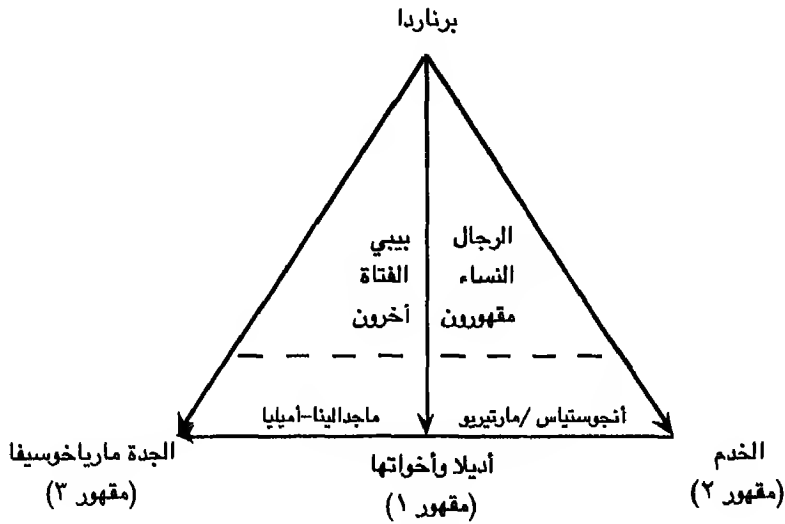 برناردا
الرجال
النساء
مقهورون
بيبي
الفتاة
أخرون
أنجوستياس /مارتيريو
ماجدالينا–أميليا
الخدم
(مقهور ٢)
أديلا وأخواتها
(مقهور ١)
الجدة مارياخوسيفا
(مقهور ٣)